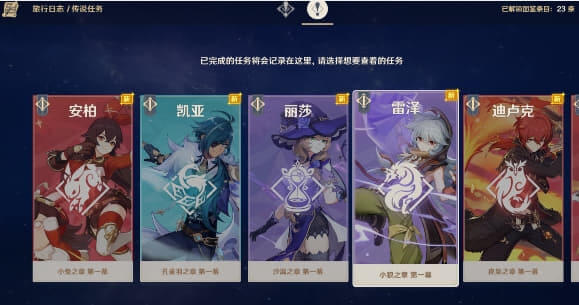 旅行日志 / 传说任务
已解锁图鉴条目: 23 章
已完成的任务将会记录在这里, 请选择想要查看的任务
安柏 新
凯亚 新
丽莎 新
雷泽 新
迪卢克 新
小兔之章 第一幕
孔雀羽之章 第一幕
沙漏之章 第一幕
小狼之章 第一幕
夜枭之章 第一幕